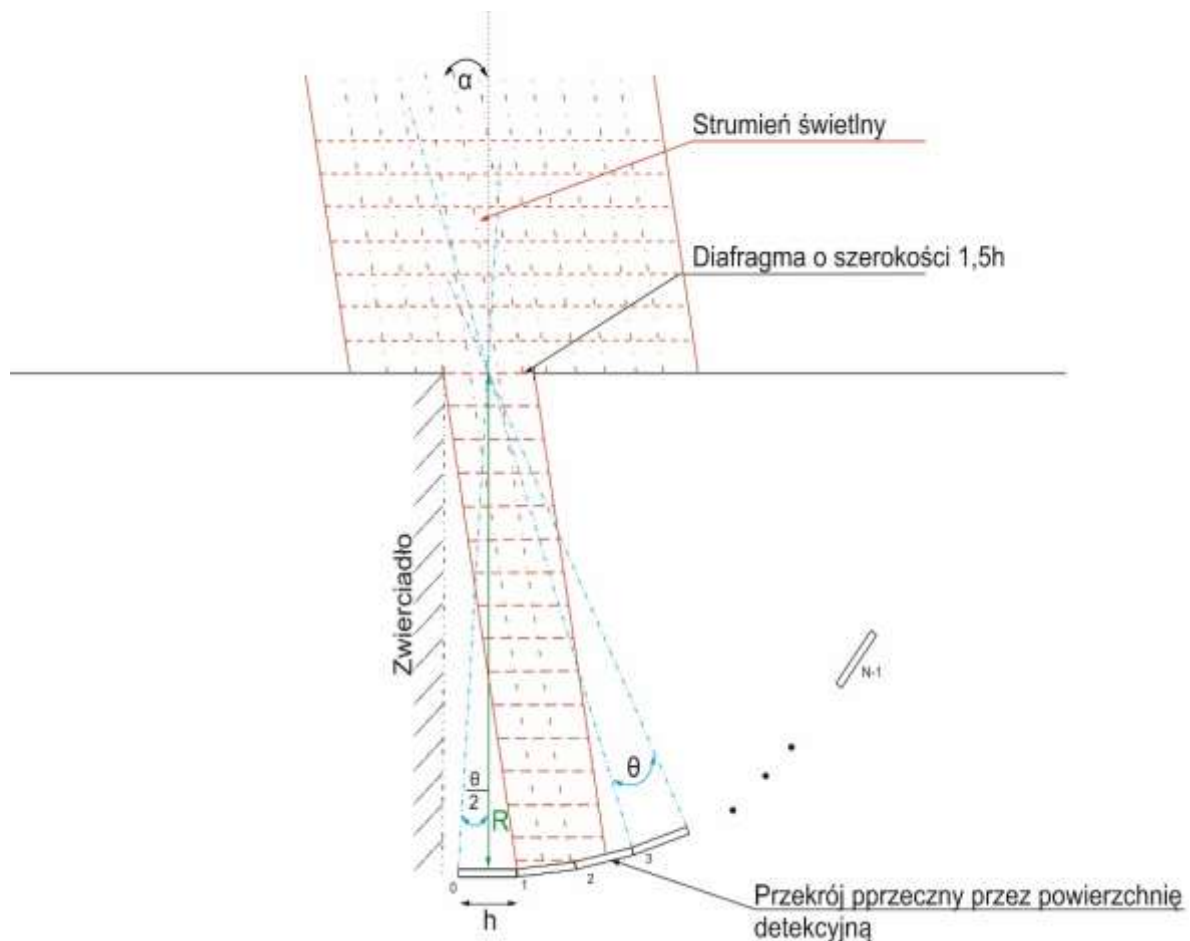 α
Strumień świetlny
Diafragma o szerokości 1,5h
Zwierciadło
N-1
θ
θ
2
R
3
2
1
0
h
Przekrój pprzeczny przez powierzchnię
detekcyjną